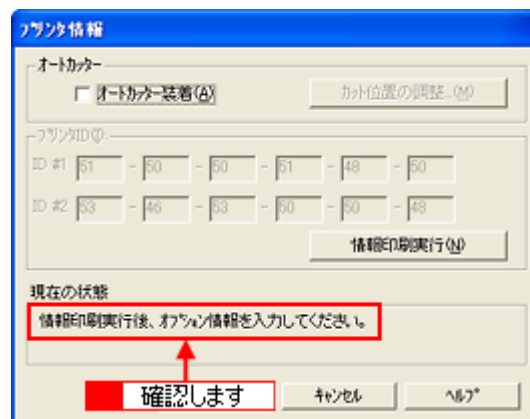 プリンタ情報
オートカッター
オートカッター装着(A)
カット位置の調整...(M)
プリンタID(I):
ID #1 51 - 50 - 50 - 51 - 48 - 50
ID #2 53 - 46 - 53 - 50 - 50 - 48
情報印刷実行(N)
現在の状態
情報印刷実行後、オプション情報を入力してください。
確認します
キャンセル
ヘルプ